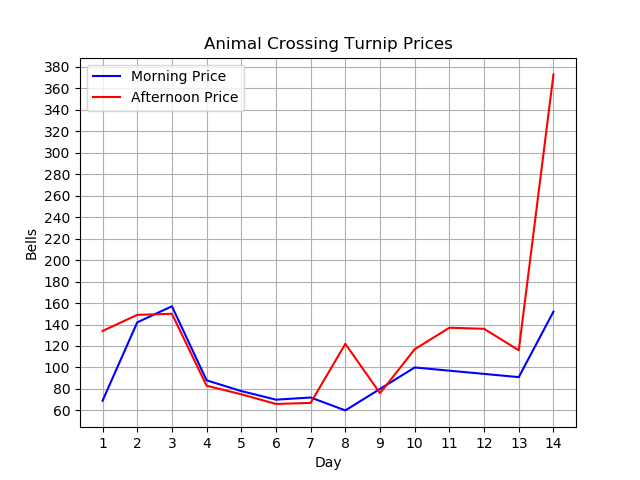 Animal Crossing Turnip Prices
Morning Price
Afternoon Price
380
360
340
320
300
280
260
240
220
200
180
160
140
120
100
80
60
Bells
1 2 3 4 5 6 7 8 9 10 11 12 13 14
Day